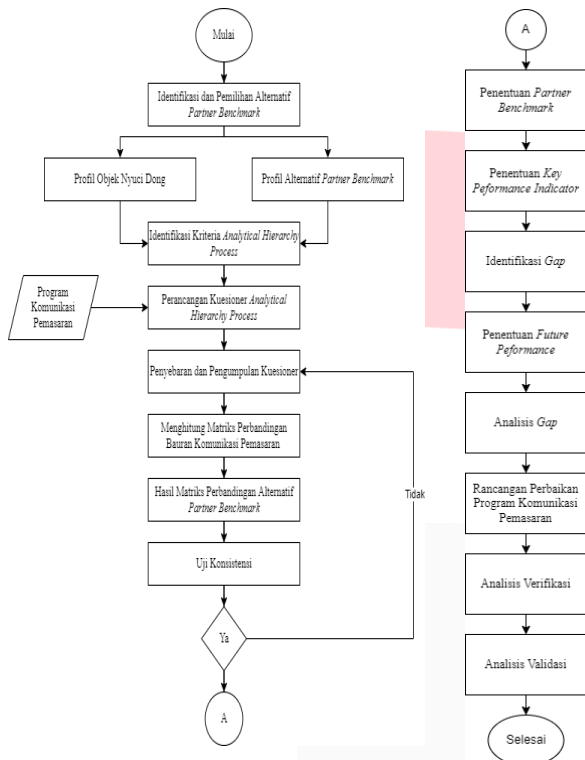 Mulai
Identifikasi dan Pemilihan Alternatif
Partner Benchmark
Profil Objek Nyuci Dong
Profil Alternatif Partner Benchmark
Identifikasi Kriteria Analytical Hierarchy
Process
Program
Komunikasi
Pemasaran
Perancangan Kuesioner Analytical
Hierarchy Process
Penyebaran dan Pengumpulan Kuesioner
Menghitung Matriks Perbandingan
Bauran Komunikasi Pemasaran
Hasil Matriks Perbandingan Alternatif
Partner Benchmark
Tidak
Uji Konsistensi
Ya
A
A
Penentuan Partner
Benchmark
Penentuan Key
Peformance Indicator
Identifikasi Gap
Penentuan Future
Peformance
Analisis Gap
Rancangan Perbaikan
Program Komunikasi
Pemasaran
Analisis Verifikasi
Analisis Validasi
Selesai